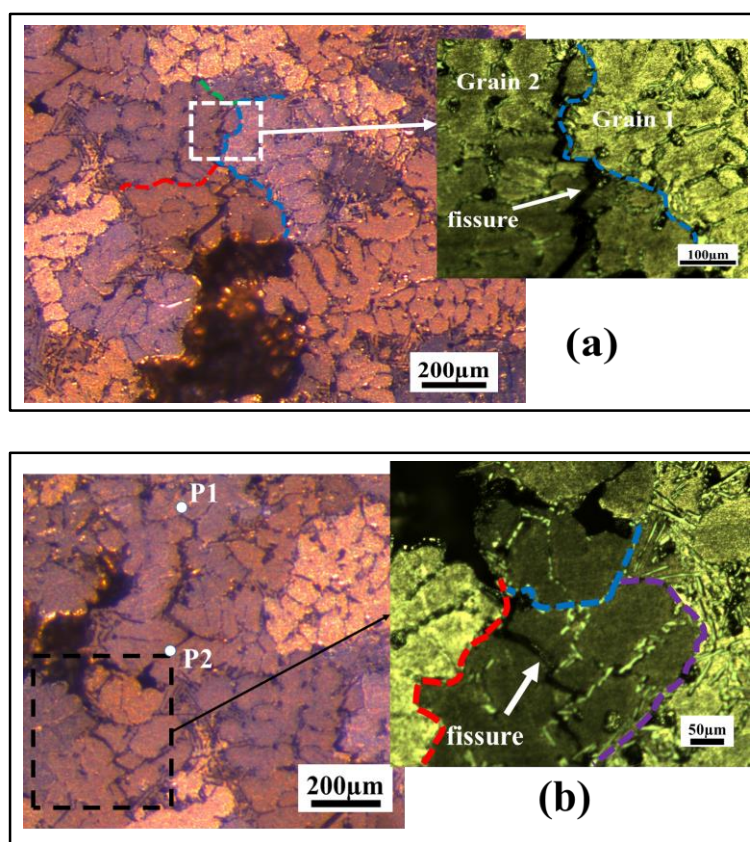 Grain 2
Grain 1
fissure
100μm
200μm
(a)
P1
P2
fissure
50μm
200μm
(b)